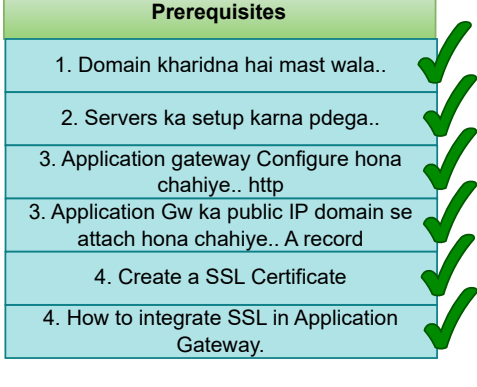 Prerequisites
1. Domain kharidna hai mast wala..
2. Servers ka setup karna pdega..
3. Application gateway Configure hona
chahiye.. http
3. Application Gw ka public IP domain se
attach hona chahiye.. A record
4. Create a SSL Certificate
4. How to integrate SSL in Application
Gateway.